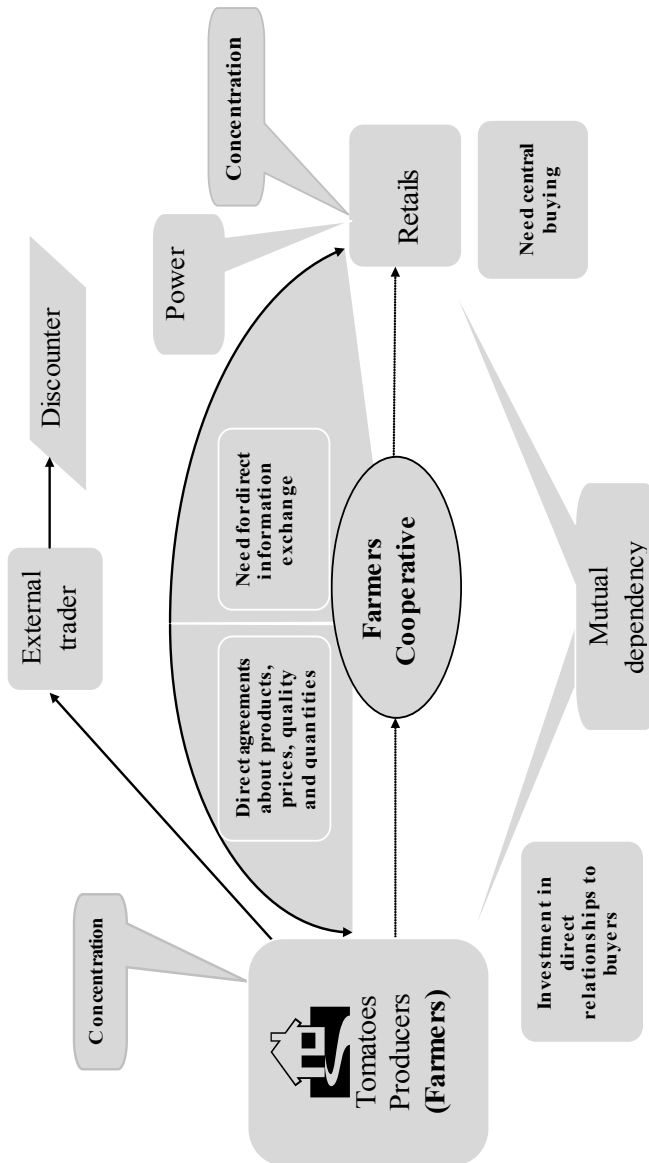 Concentration
External
trader
Discounter
Power
Concentration
Direct agreements
about products,
prices, quality
and quantities
Need for direct
information
exchange
Tomatoes
Producers
(Farmers)
Farmers
Cooperative
Retails
Investment in
direct
relationships to
buyers
Mutual
dependency
Need central
buying